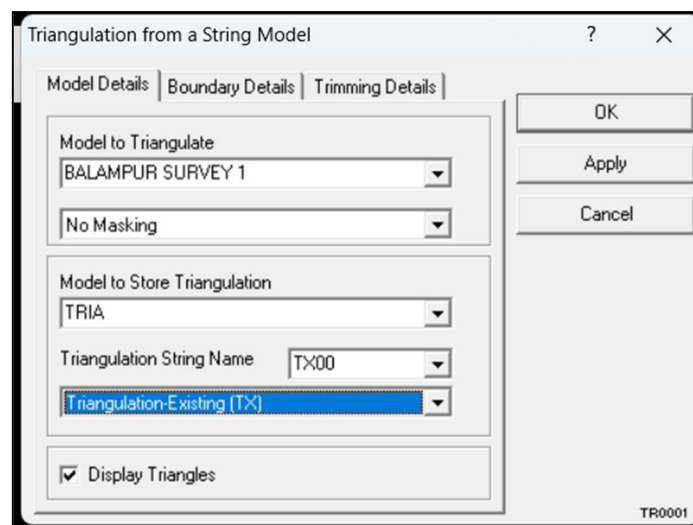 Triangulation from a String Model ? X
Model Details Boundary Details Trimming Details
OK
Model to Triangulate
BALAMPUR SURVEY 1
Apply
No Masking
Cancel
Model to Store Triangulation
TRIA
Triangulation String Name TX00
Triangulation-Existing (TX)
Display Triangles
TR0001